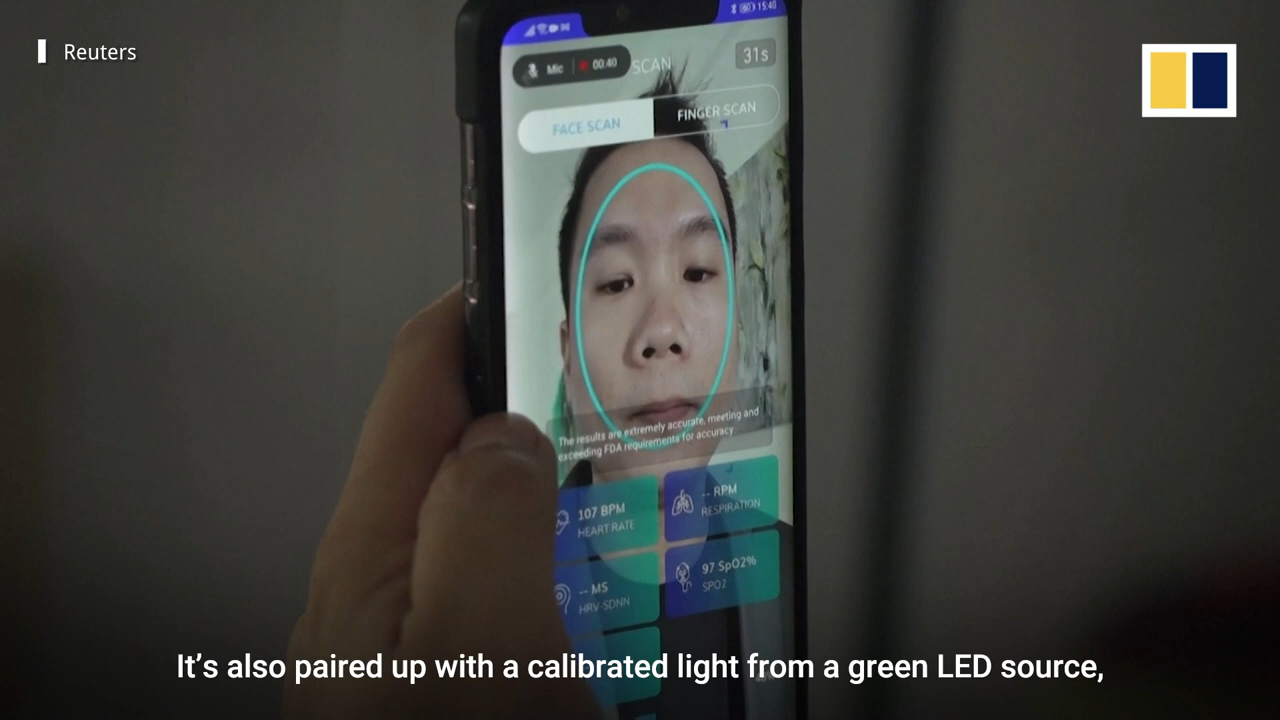 Reuters
15:40
Mic 00:40
SCAN
31s
FACE SCAN
FINGER SCAN
The results are extremely accurate, meeting and
exceeding FDA requirements for accuracy
107 BPM
HEART RATE
-- RPM
RESPIRATION
-- MS
HRV-SDNN
97 SpO2%
SPO2
It’s also paired up with a calibrated light from a green LED source,